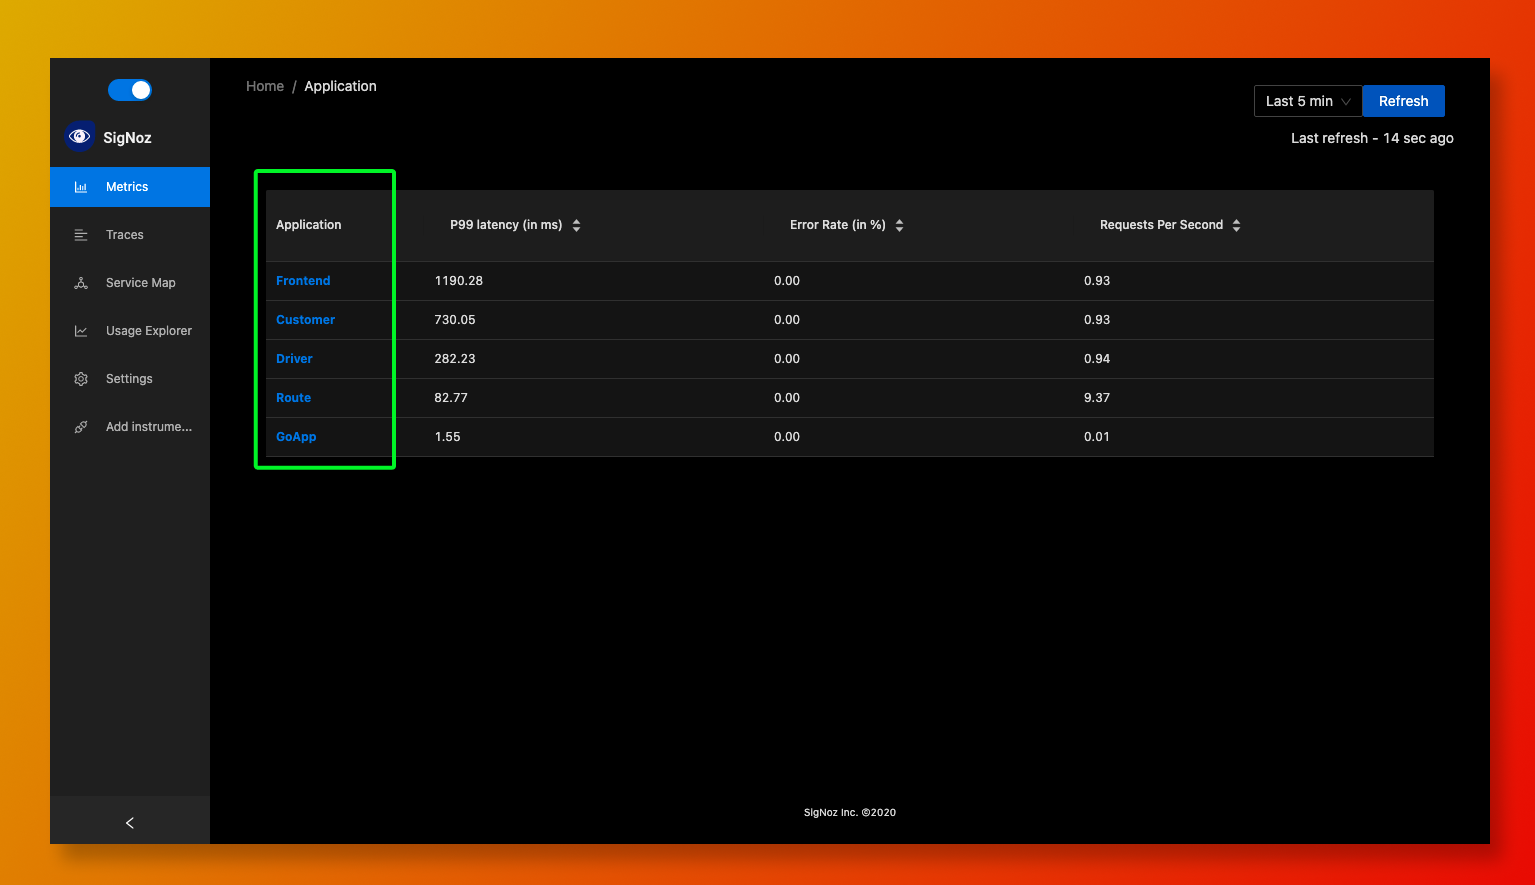 SigNoz
Metrics
Traces
Service Map
Usage Explorer
Settings
Add instrume...
Home / Application
Last 5 min Refresh
Last refresh - 14 sec ago
Application P99 latency (in ms) Error Rate (in %) Requests Per Second
Frontend 1190.28 0.00 0.93
Customer 730.05 0.00 0.93
Driver 282.23 0.00 0.94
Route 82.77 0.00 9.37
GoApp 1.55 0.00 0.01
SigNoz Inc. ©2020